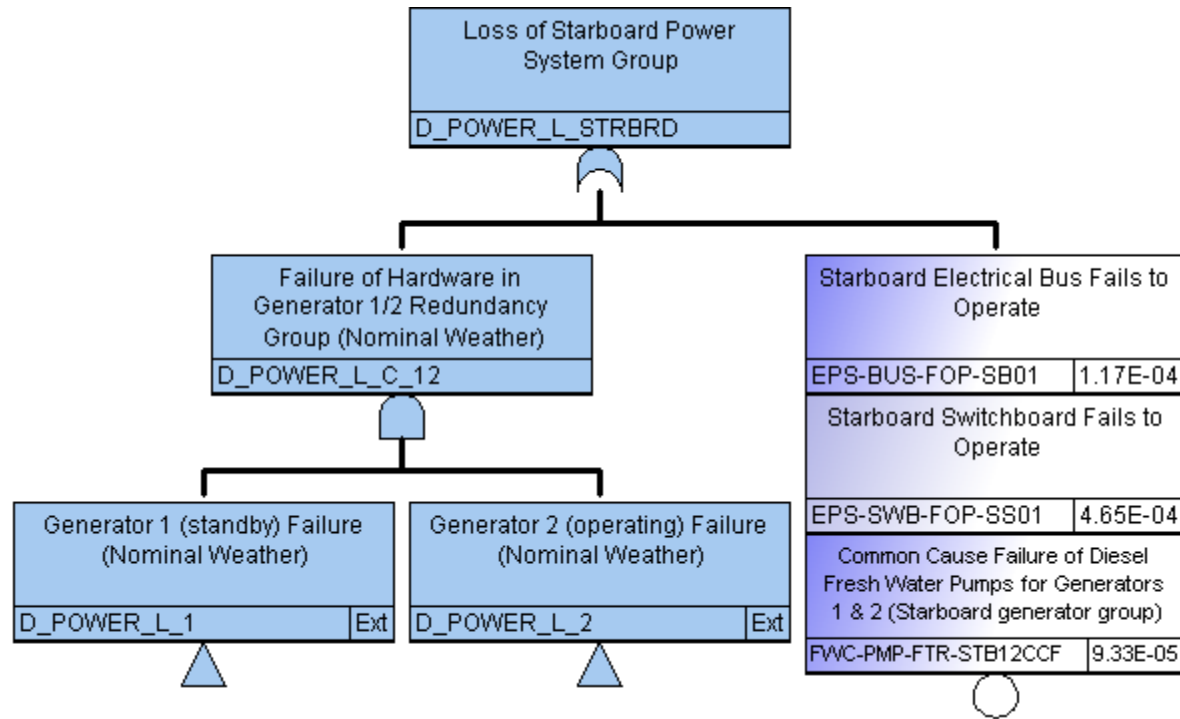 Loss of Starboard Power
System Group
D_POWER_L_STRBRD
Failure of Hardware in
Generator 1/2 Redundancy
Group (Nominal Weather)
D_POWER_L_C_12
Starboard Electrical Bus Fails to
Operate
EPS-BUS-FOP-SB01 1.17E-04
Starboard Switchboard Fails to
Operate
EPS-SWB-FOP-SS01 4.65E-04
Common Cause Failure of Diesel
Fresh Water Pumps for Generators
1 & 2 (Starboard generator group)
FWC-PMP-FTR-STB12CCF 9.33E-05
Generator 1 (standby) Failure
(Nominal Weather)
D_POWER_L_1 Ext
Generator 2 (operating) Failure
(Nominal Weather)
D_POWER_L_2 Ext